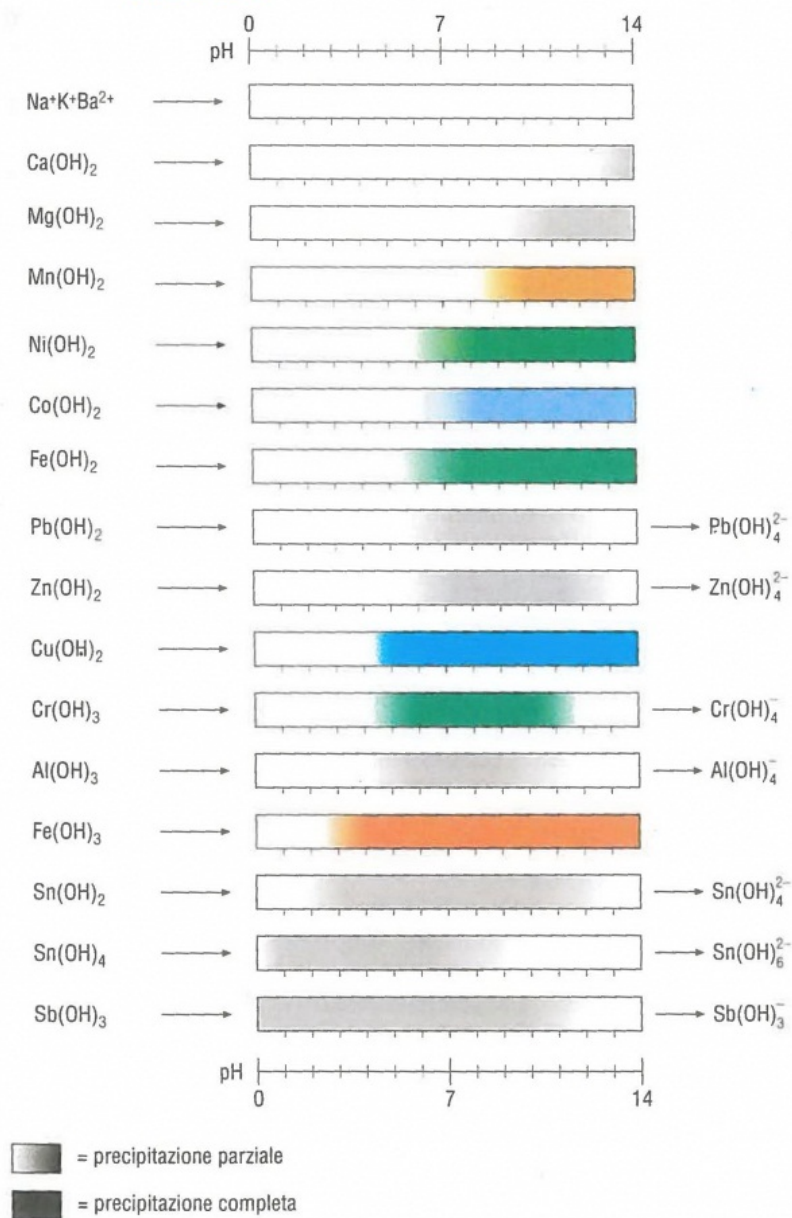 0 7 14
pH
Na⁺K⁺Ba²⁺
Ca(OH)₂
Mg(OH)₂
Mn(OH)₂
Ni(OH)₂
Co(OH)₂
Fe(OH)₂
Pb(OH)₂ Pb(OH)₄²⁻
Zn(OH)₂ Zn(OH)₄²⁻
Cu(OH)₂
Cr(OH)₃ Cr(OH)₄⁻
Al(OH)₃ Al(OH)₄⁻
Fe(OH)₃
Sn(OH)₂ Sn(OH)₄²⁻
Sn(OH)₄ Sn(OH)₆²⁻
Sb(OH)₃ Sb(OH)₃⁻
pH
0 7 14
= precipitazione parziale
= precipitazione completa